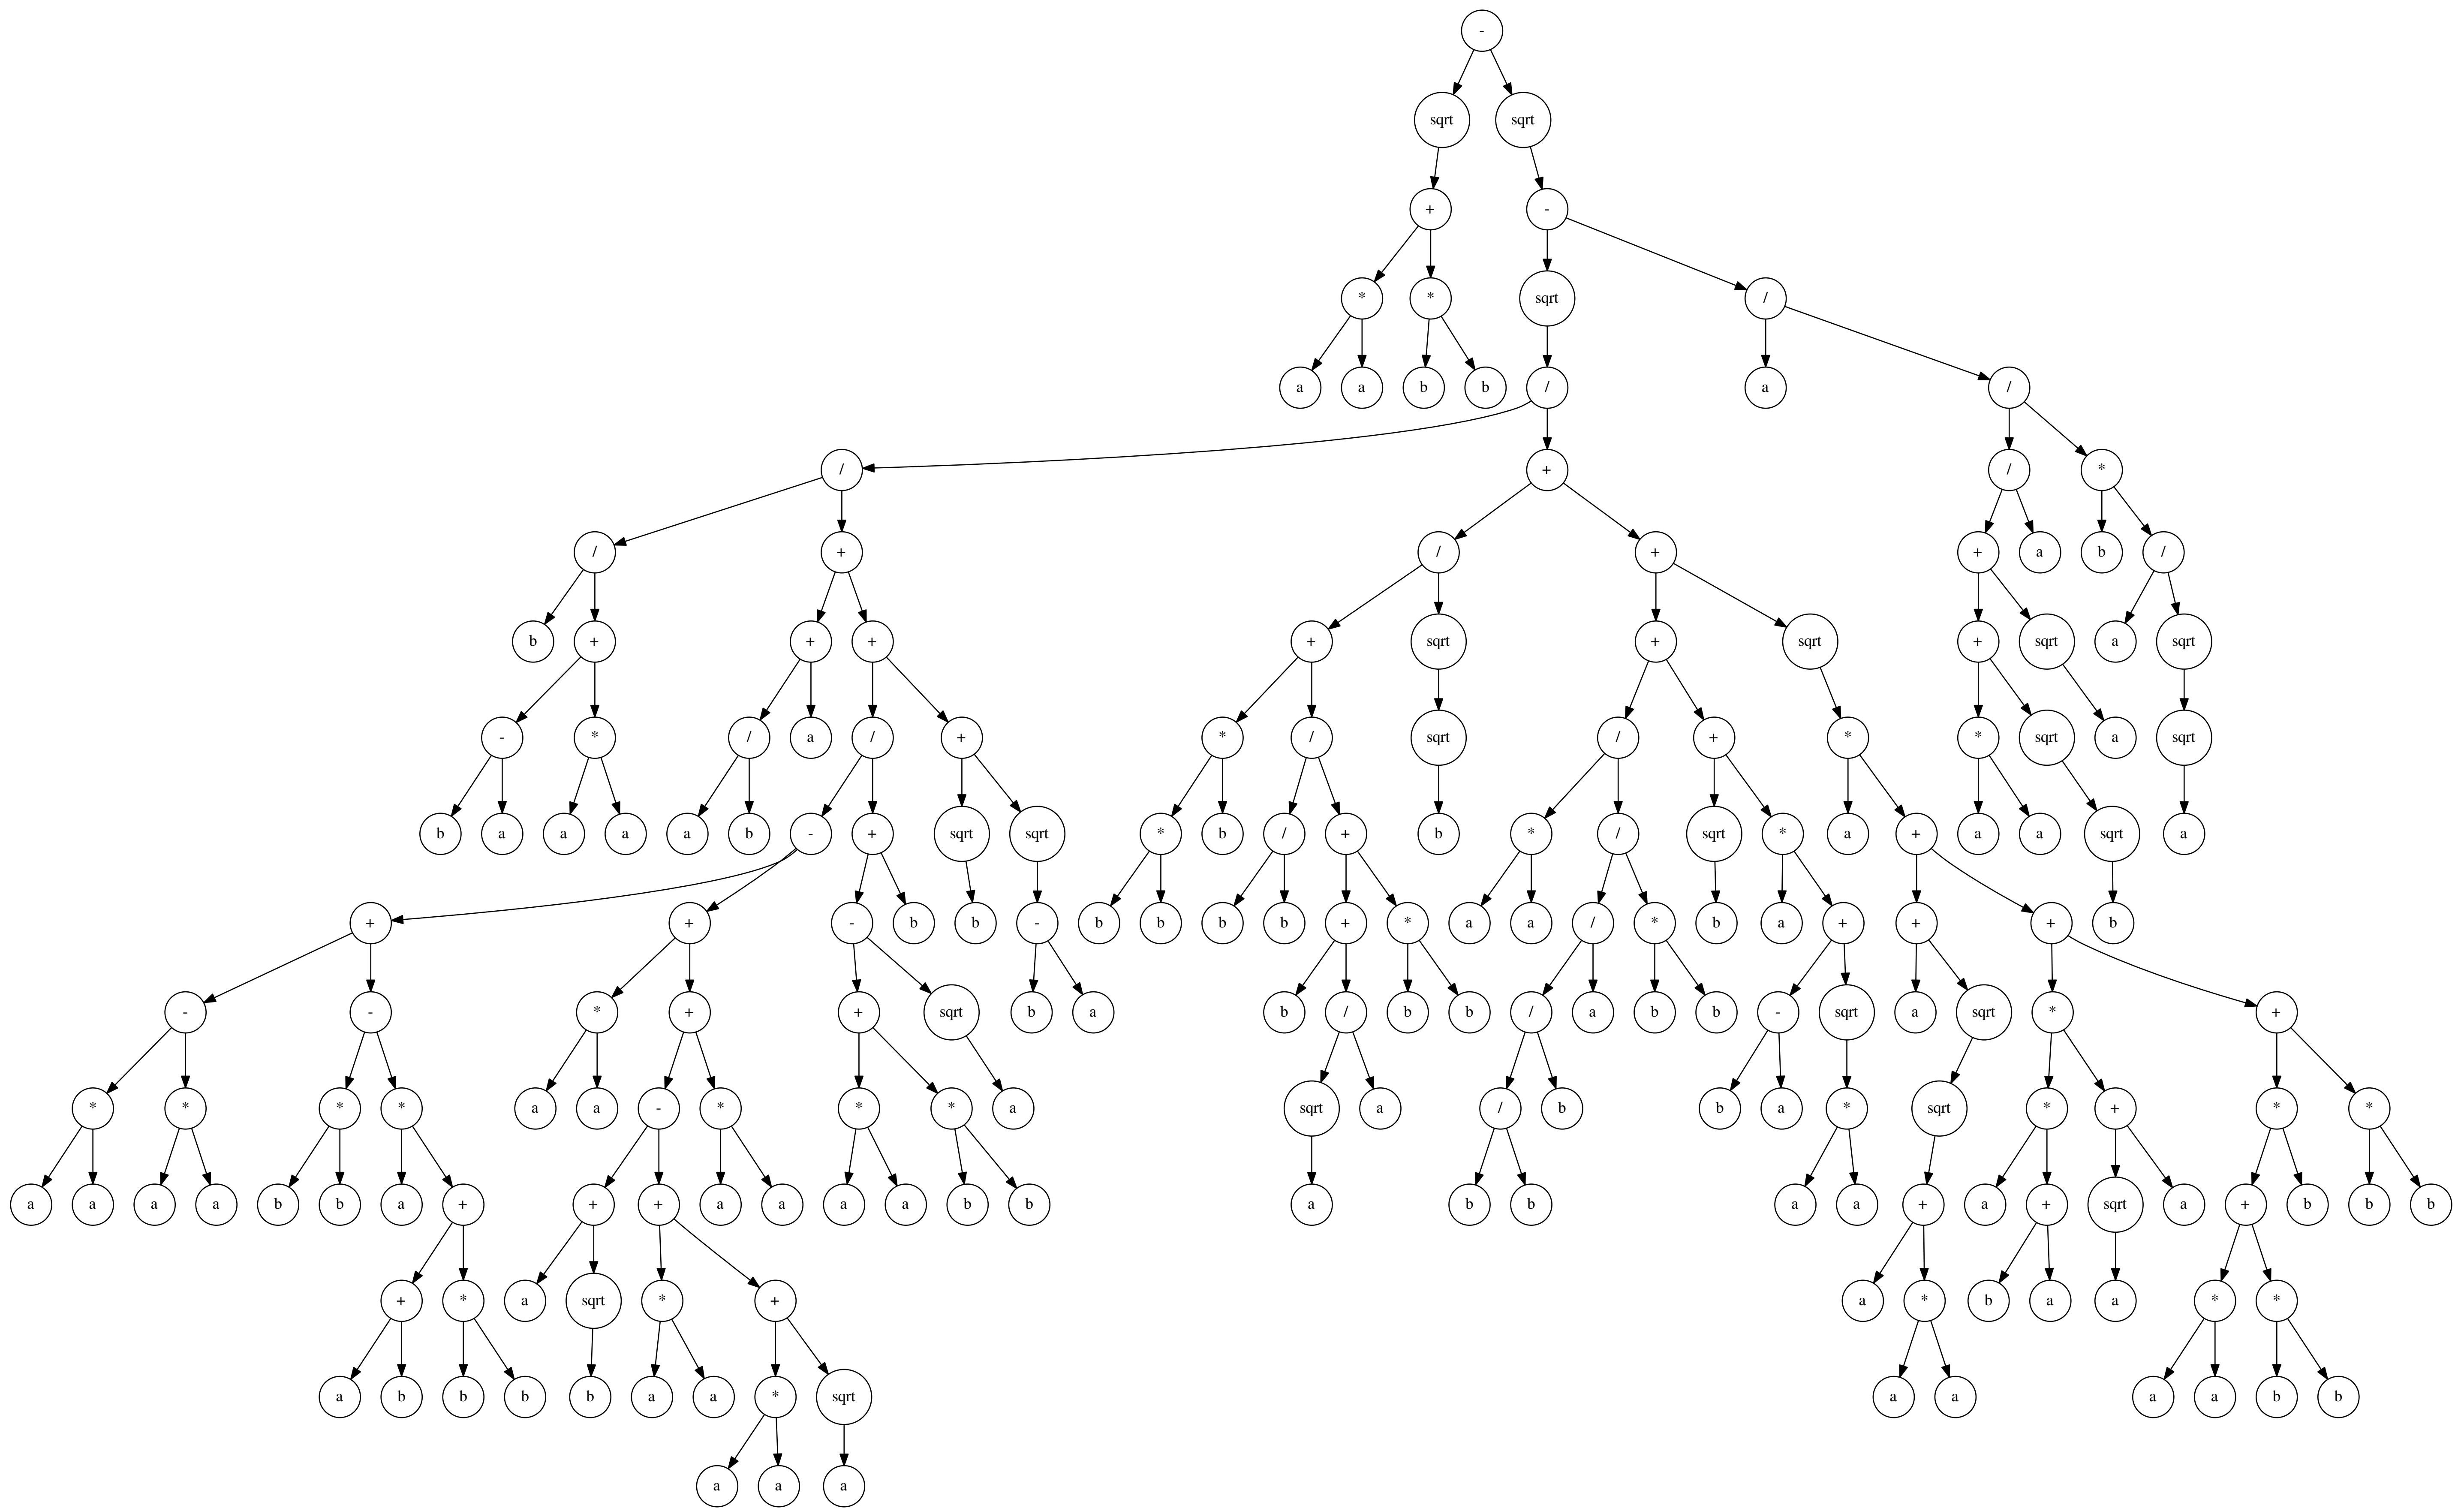 -
sqrt sqrt
+ -
* * sqrt /
a a b b / a /
/ + / *
/ + / + + a b /
b + + + + sqrt + sqrt + sqrt a sqrt
- * / a / + * / sqrt / + * * sqrt a sqrt
b a a a a b - + sqrt sqrt * b / + b * / sqrt * a + a a sqrt a
+ + - b b - b b b b + * a a / * b a + + + b
- - * + + sqrt b a b / b b / a b b - sqrt a sqrt * +
* * * * a a - * * * a sqrt a / b b a * sqrt * + * *
a a a a b b a + + + a a a a b b a b b a a + a + sqrt a + b b b
+ * a sqrt * + a * b a a * *
a b b b b a a * sqrt a a a a b b
a a a